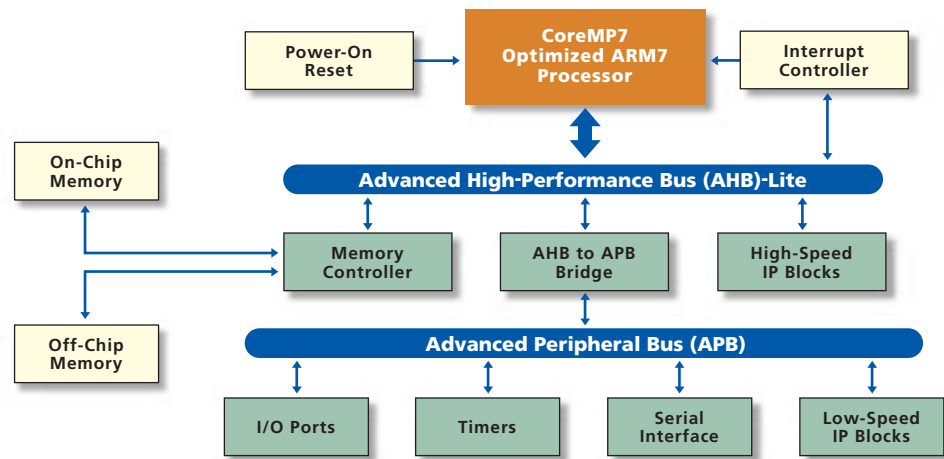 Power-On
Reset
CoreMP7
Optimized ARM7
Processor
Interrupt
Controller
On-Chip
Memory
Advanced High-Performance Bus (AHB)-Lite
Memory
Controller
AHB to APB
Bridge
High-Speed
IP Blocks
Off-Chip
Memory
Advanced Peripheral Bus (APB)
I/O Ports
Timers
Serial
Interface
Low-Speed
IP Blocks